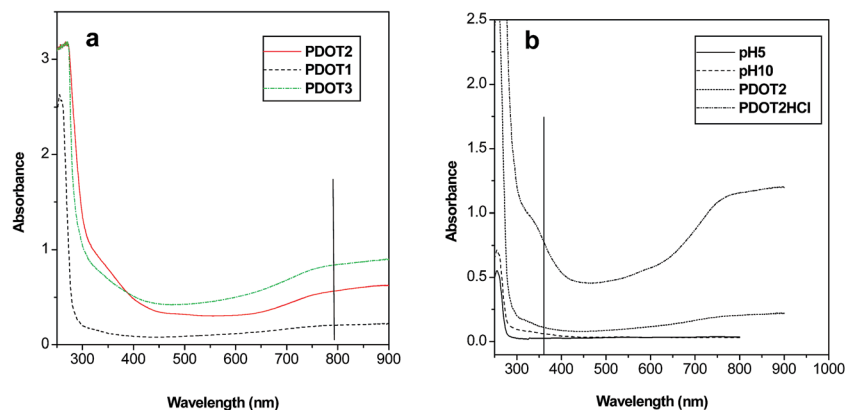 a
PDOT2
PDOT1
PDOT3
3
2
1
0
300 400 500 600 700 800 900
Absorbance
Wavelength (nm)
b
pH5
pH10
PDOT2
PDOT2HCl
2.5
2.0
1.5
1.0
0.5
0.0
300 400 500 600 700 800 900 1000
Absorbance
Wavelength (nm)